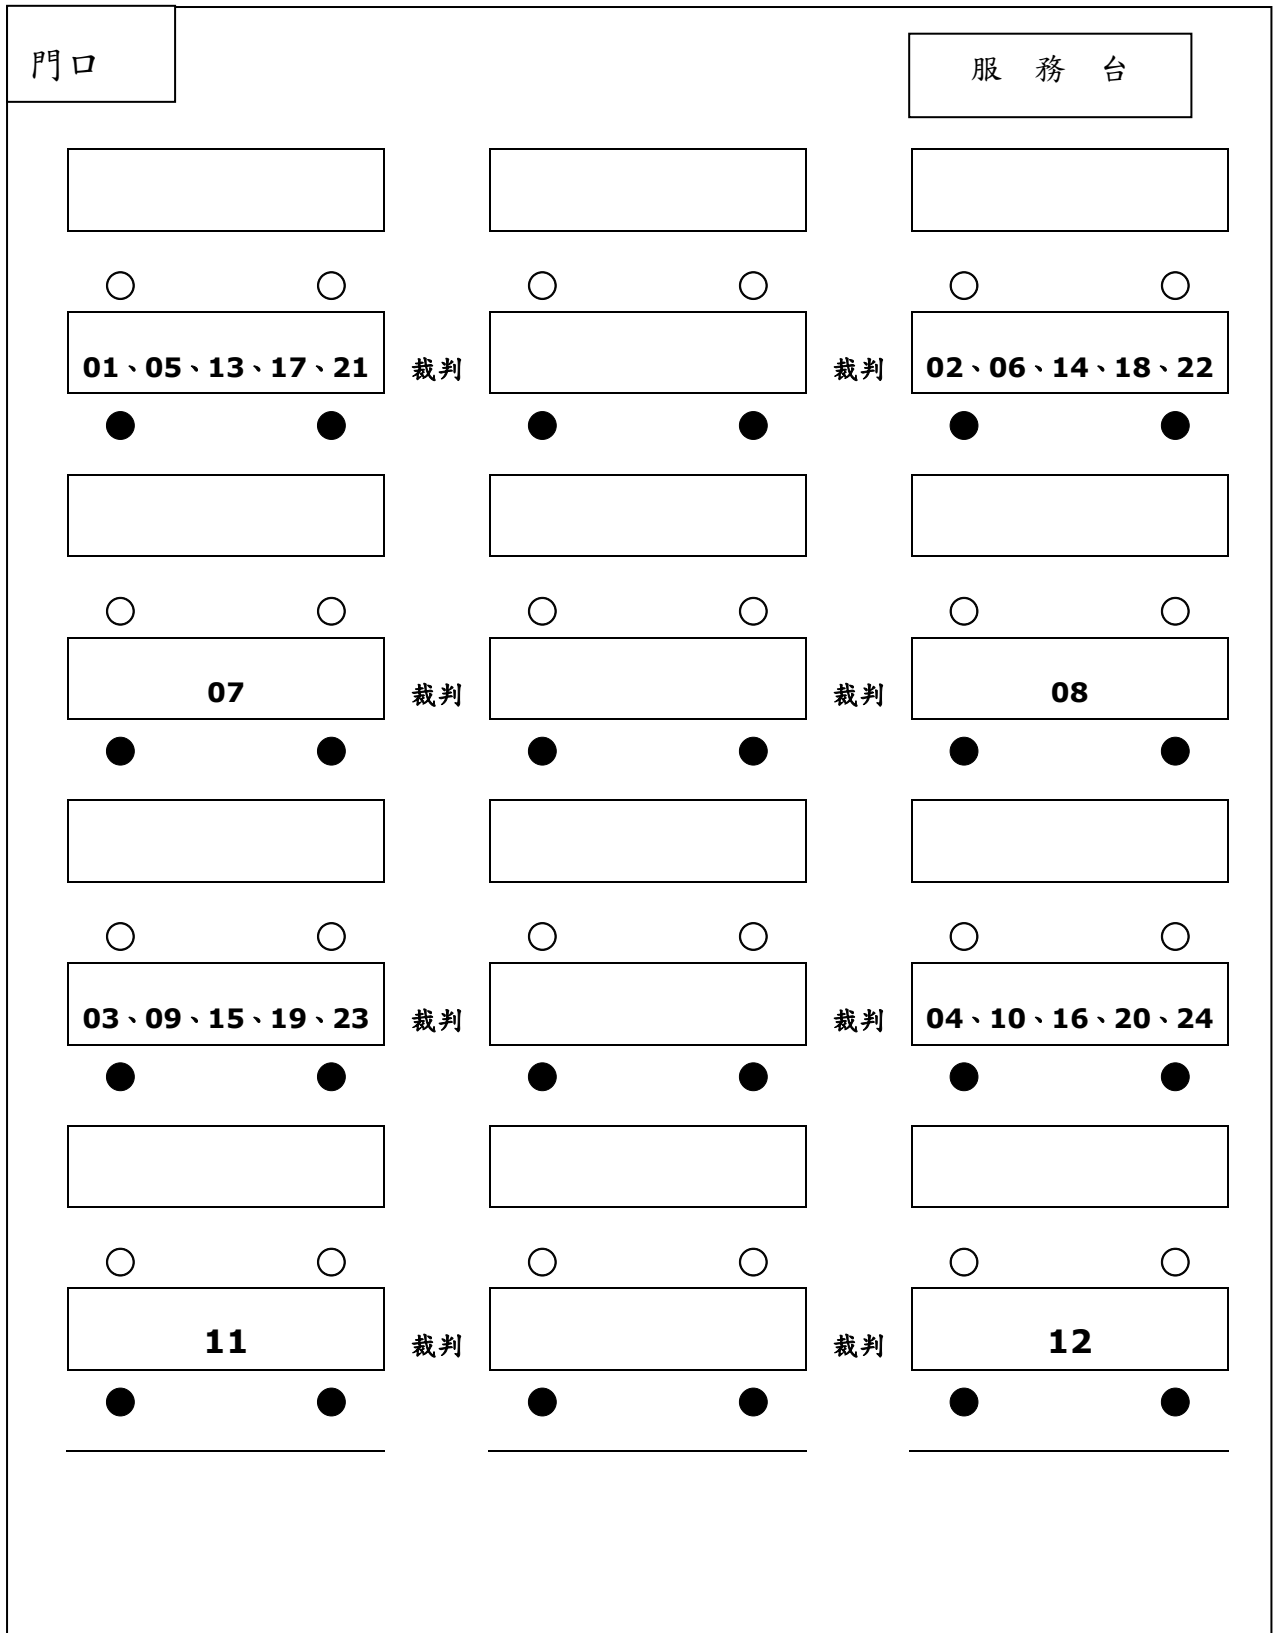 門口
服 務 台
01、05、13、17、21 裁判 裁判 02、06、14、18、22
07 裁判 裁判 08
03、09、15、19、23 裁判 裁判 04、10、16、20、24
11 裁判 裁判 12